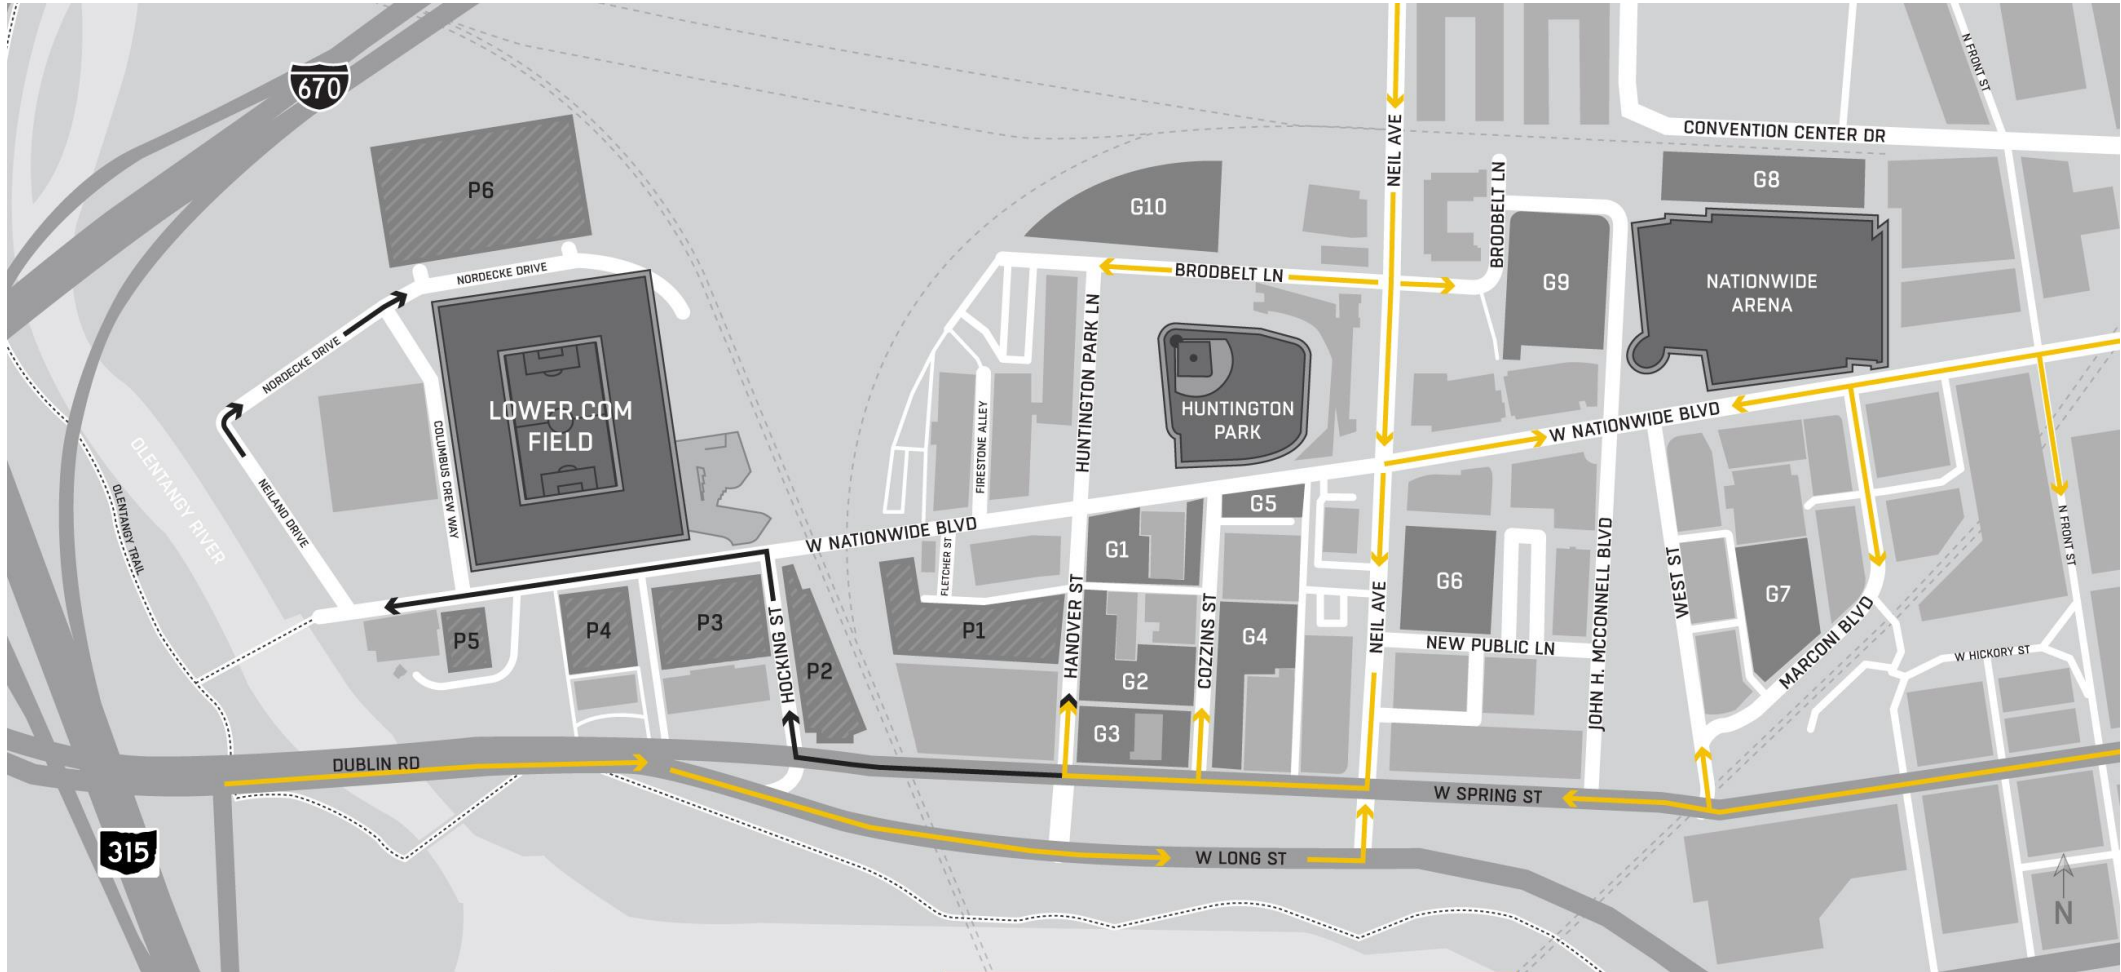 670
N FRONT ST
CONVENTION CENTER DR
NEIL AVE
P6
G10
BRODBELT LN
G8
NORDECKE DRIVE
BRODBELT LN
G9
NATIONWIDE
ARENA
HUNTINGTON PARK LN
NORDECKE DRIVE
LOWER.COM
FIELD
HUNTINGTON
PARK
W NATIONWIDE BLVD
COLUMBUS CREW WAY
FIRESTONE ALLEY
OLENTANGY RIVER
OLENTANGY TRAIL
NEILAND DRIVE
W NATIONWIDE BLVD
G5
G1
FLETCHER ST
N FRONT ST
JOHN H. MCCONNELL BLVD
WEST ST
G6
G7
P5
P4
P3
HOCKING ST
P2
P1
HANOVER ST
COZZINS ST
G4
NEIL AVE
NEW PUBLIC LN
MARCONI BLVD
W HICKORY ST
G2
G3
DUBLIN RD
W SPRING ST
315
W LONG ST
N